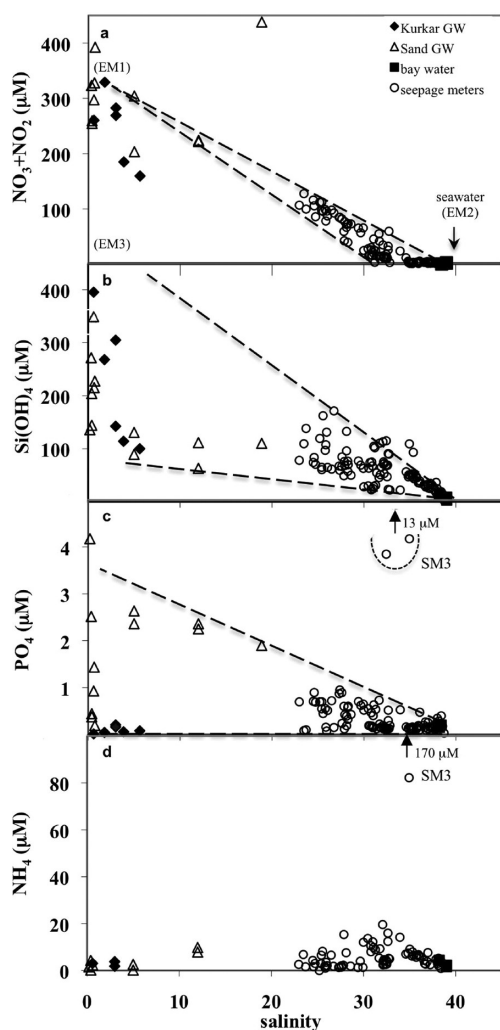 a
◆ Kurkar GW
△ Sand GW
■ bay water
○ seepage meters
(EM1)
(EM3)
seawater
(EM2)
NO3+NO2 (µM)
400
300
200
100
b
Si(OH)4 (µM)
400
300
200
100
c
13 µM
SM3
PO4 (µM)
4
3
2
1
d
170 µM
SM3
NH4 (µM)
80
60
40
20
0
0 10 20 30 40
salinity